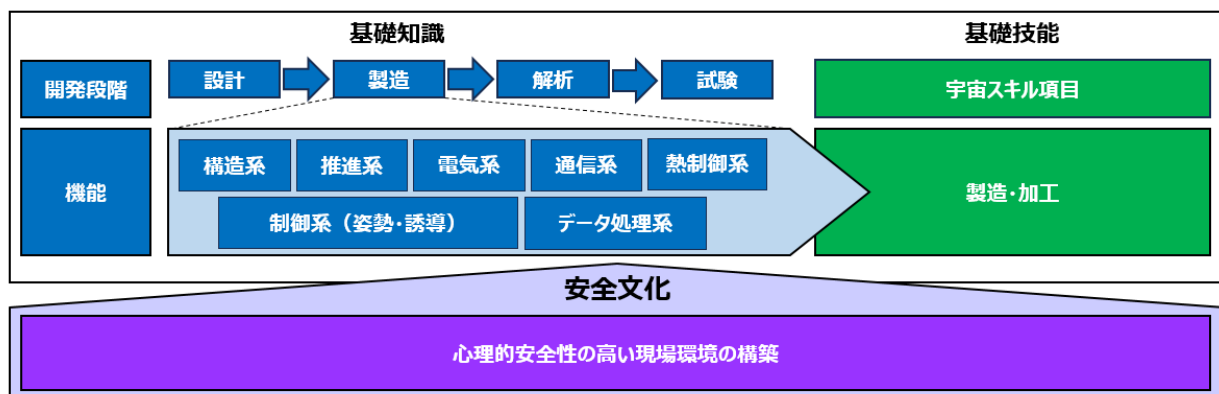 基礎知識
基礎技能
開発段階
設計
製造
解析
試験
宇宙スキル項目
機能
構造系
推進系
電気系
通信系
熱制御系
制御系（姿勢・誘導）
データ処理系
製造・加工
安全文化
心理的安全性の高い現場環境の構築